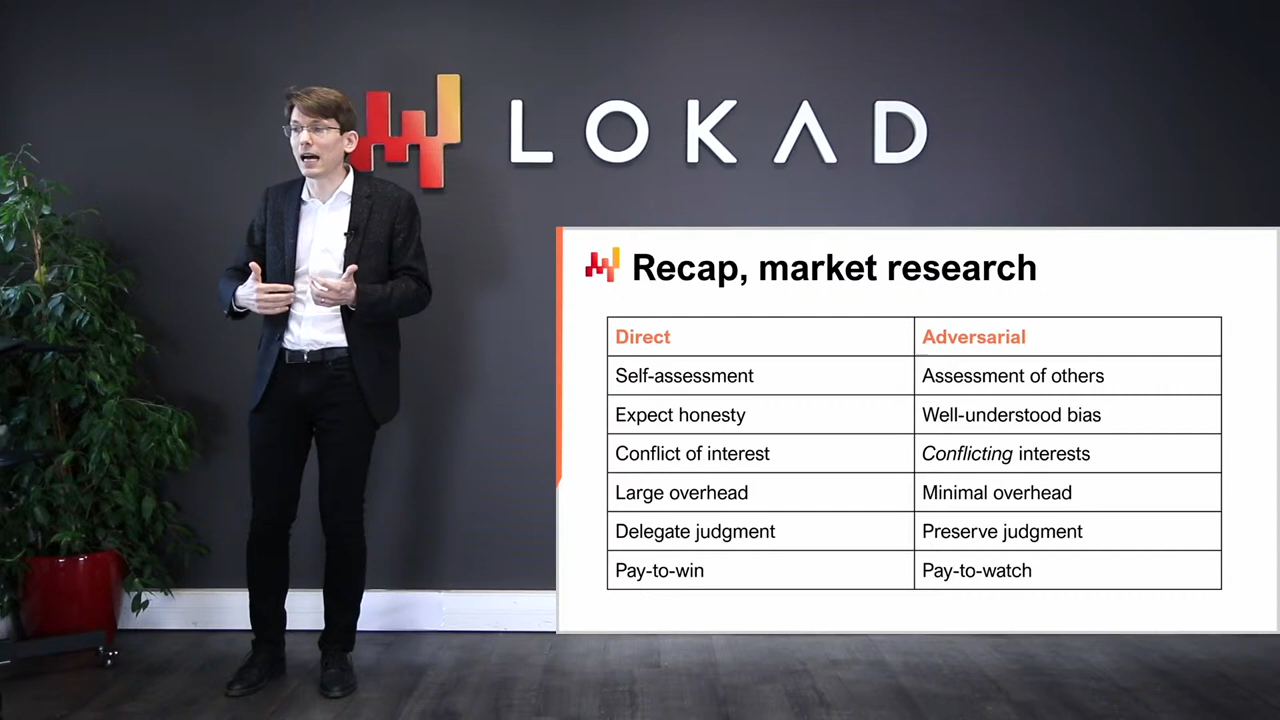 LOKAD
Recap, market research
Direct Adversarial
Self-assessment Assessment of others
Expect honesty Well-understood bias
Conflict of interest Conflicting interests
Large overhead Minimal overhead
Delegate judgment Preserve judgment
Pay-to-win Pay-to-watch